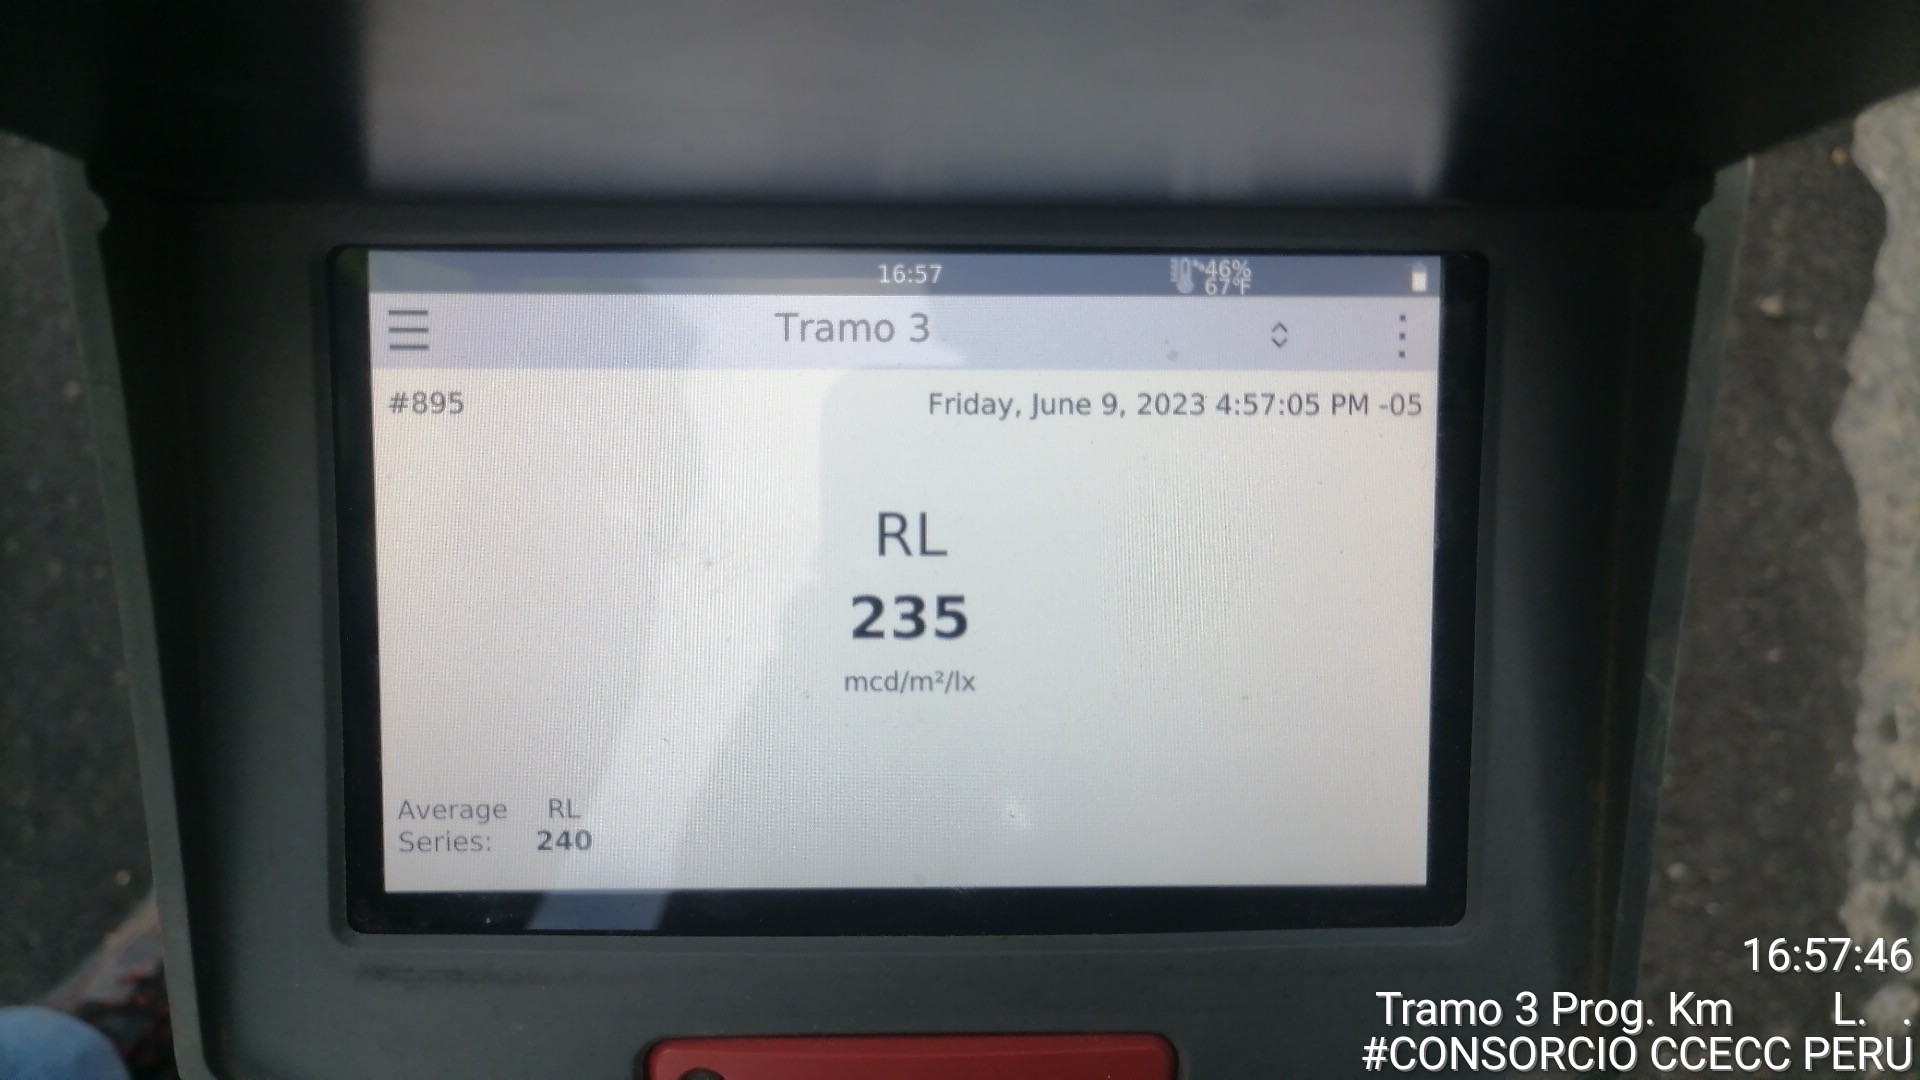 16:57
46%
67°F
Tramo 3
#895
Friday, June 9, 2023 4:57:05 PM -05
RL
235
mcd/m²/lx
Average RL
Series: 240
16:57:46
Tramo 3 Prog. Km L. .
#CONSORCIO CCECC PERU